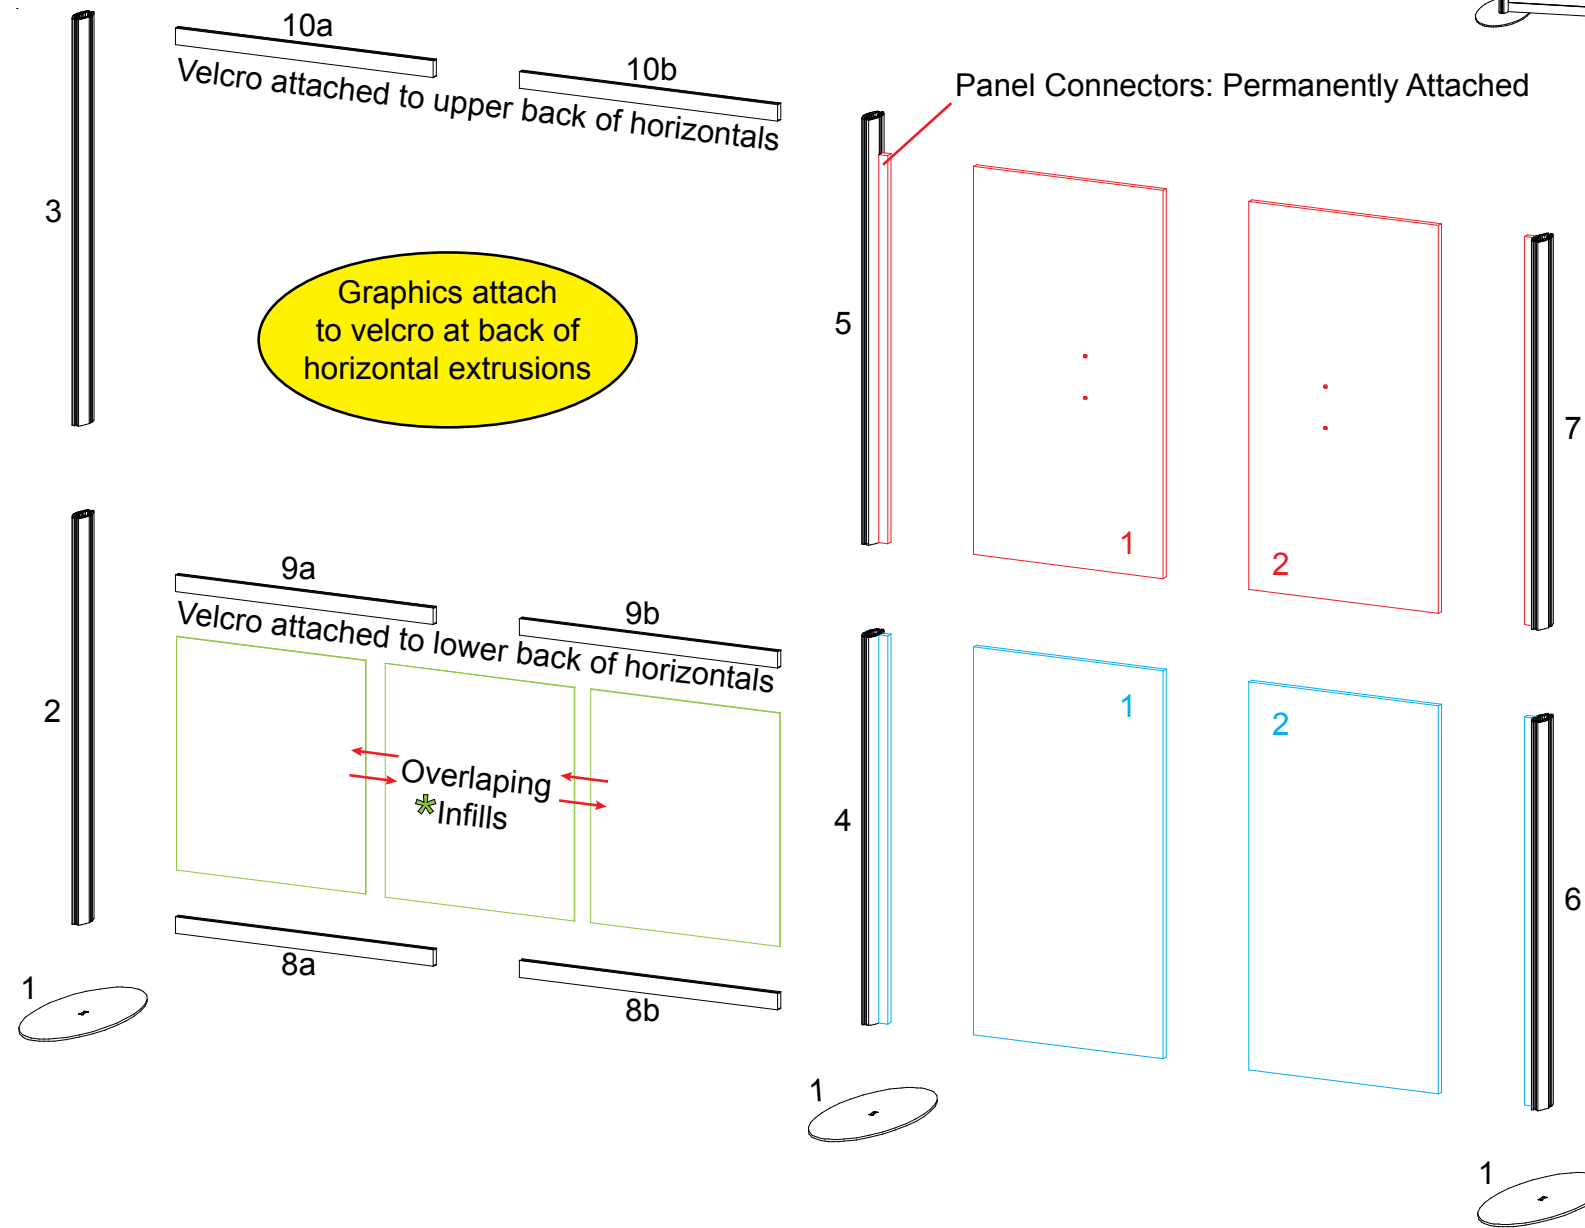 10a
10b
Velcro attached to upper back of horizontals
Panel Connectors: Permanently Attached
3
Graphics attach
to velcro at back of
horizontal extrusions
5
7
1
2
9a
9b
Velcro attached to lower back of horizontals
2
1
2
Overlaping
*Infills
4
6
8a
8b
1
1
1